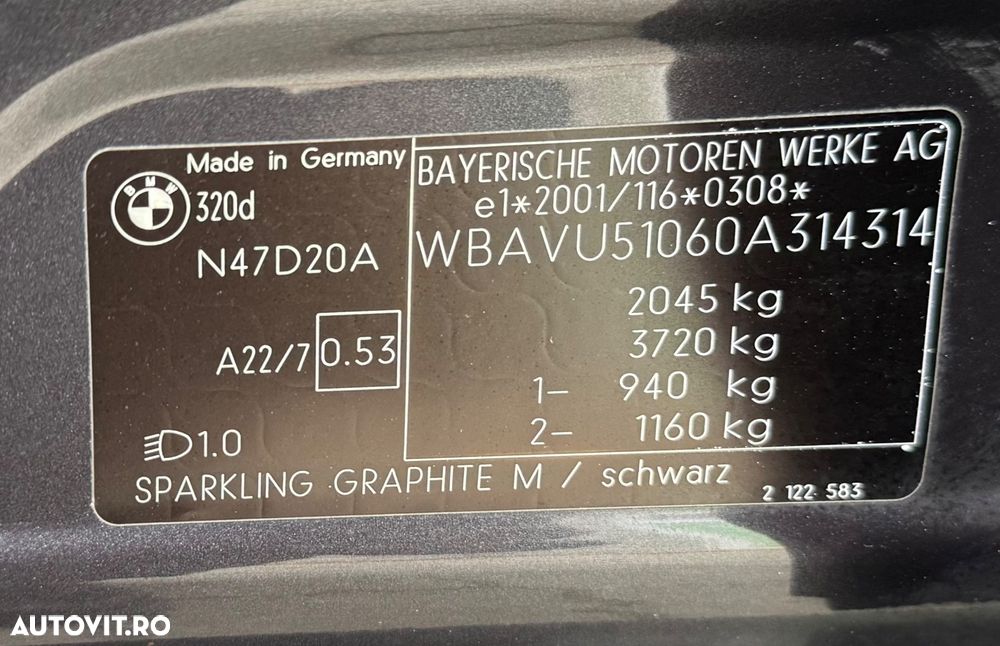 Made in Germany
BMW
320d
N47D20A
A22/7 0.53
1.0
BAYERISCHE MOTOREN WERKE AG
e1*2001/116*0308*
WBAVU51060A314314
2045 kg
3720 kg
1- 940 kg
2- 1160 kg
SPARKLING GRAPHITE M / schwarz
2 122 583
AUTOVIT.RO